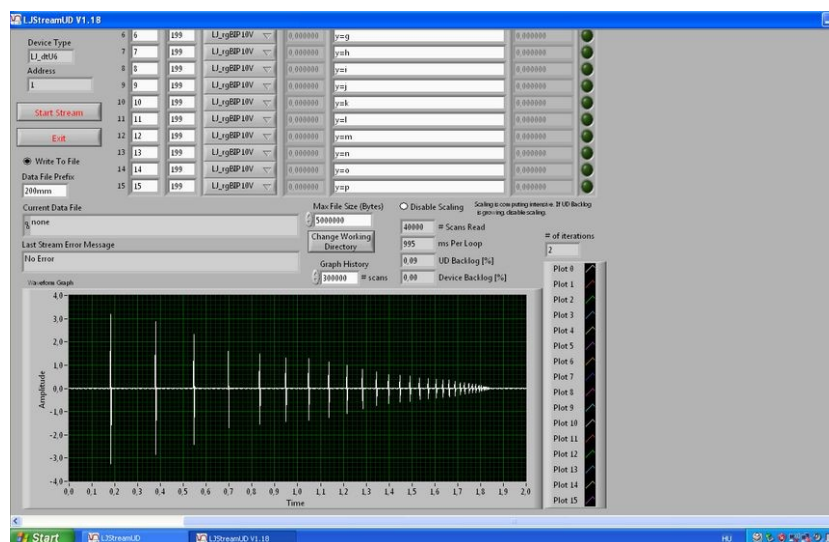 LJStreamUD V1.18
Device Type
LJ_dtU6
Address
1
Start Stream
Exit
Write To File
Data File Prefix
200mm
6 6 199 LJ_rgBIP10V 0,000000 y=g 0,000000
7 7 199 LJ_rgBIP10V 0,000000 y=h 0,000000
8 8 199 LJ_rgBIP10V 0,000000 y=i 0,000000
9 9 199 LJ_rgBIP10V 0,000000 y=j 0,000000
10 10 199 LJ_rgBIP10V 0,000000 y=k 0,000000
11 11 199 LJ_rgBIP10V 0,000000 y=l 0,000000
12 12 199 LJ_rgBIP10V 0,000000 y=m 0,000000
13 13 199 LJ_rgBIP10V 0,000000 y=n 0,000000
14 14 199 LJ_rgBIP10V 0,000000 y=o 0,000000
15 15 199 LJ_rgBIP10V 0,000000 y=p 0,000000
Current Data File
none
Last Stream Error Message
No Error
Max File Size (Bytes)
5000000
Change Working
Directory
Graph History
300000 # scans
Disable Scaling
Scaling is computing intensive. If UD Backlog
is growing, disable scaling.
40000 # Scans Read
995 ms Per Loop
0,09 UD Backlog [%]
0,00 Device Backlog [%]
# of iterations
2
Waveform Graph
Amplitude
4,0
3,0
2,0
1,0
0,0
-1,0
-2,0
-3,0
-4,0
0,0 0,1 0,2 0,3 0,4 0,5 0,6 0,7 0,8 0,9 1,0 1,1 1,2 1,3 1,4 1,5 1,6 1,7 1,8 1,9 2,0
Time
Plot 0
Plot 1
Plot 2
Plot 3
Plot 4
Plot 5
Plot 6
Plot 7
Plot 8
Plot 9
Plot 10
Plot 11
Plot 12
Plot 13
Plot 14
Plot 15
Start
LJStreamUD
LJStreamUD V1.18
HU